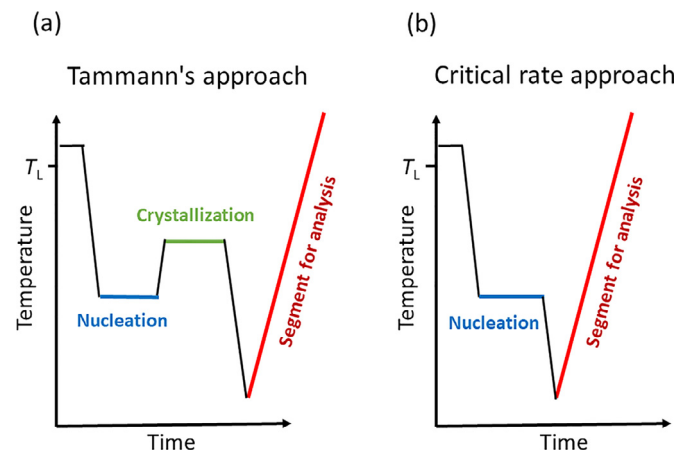 (a)
Tammann's approach
Temperature
TL
Crystallization
Nucleation
Segment for analysis
Time
(b)
Critical rate approach
Temperature
TL
Nucleation
Segment for analysis
Time